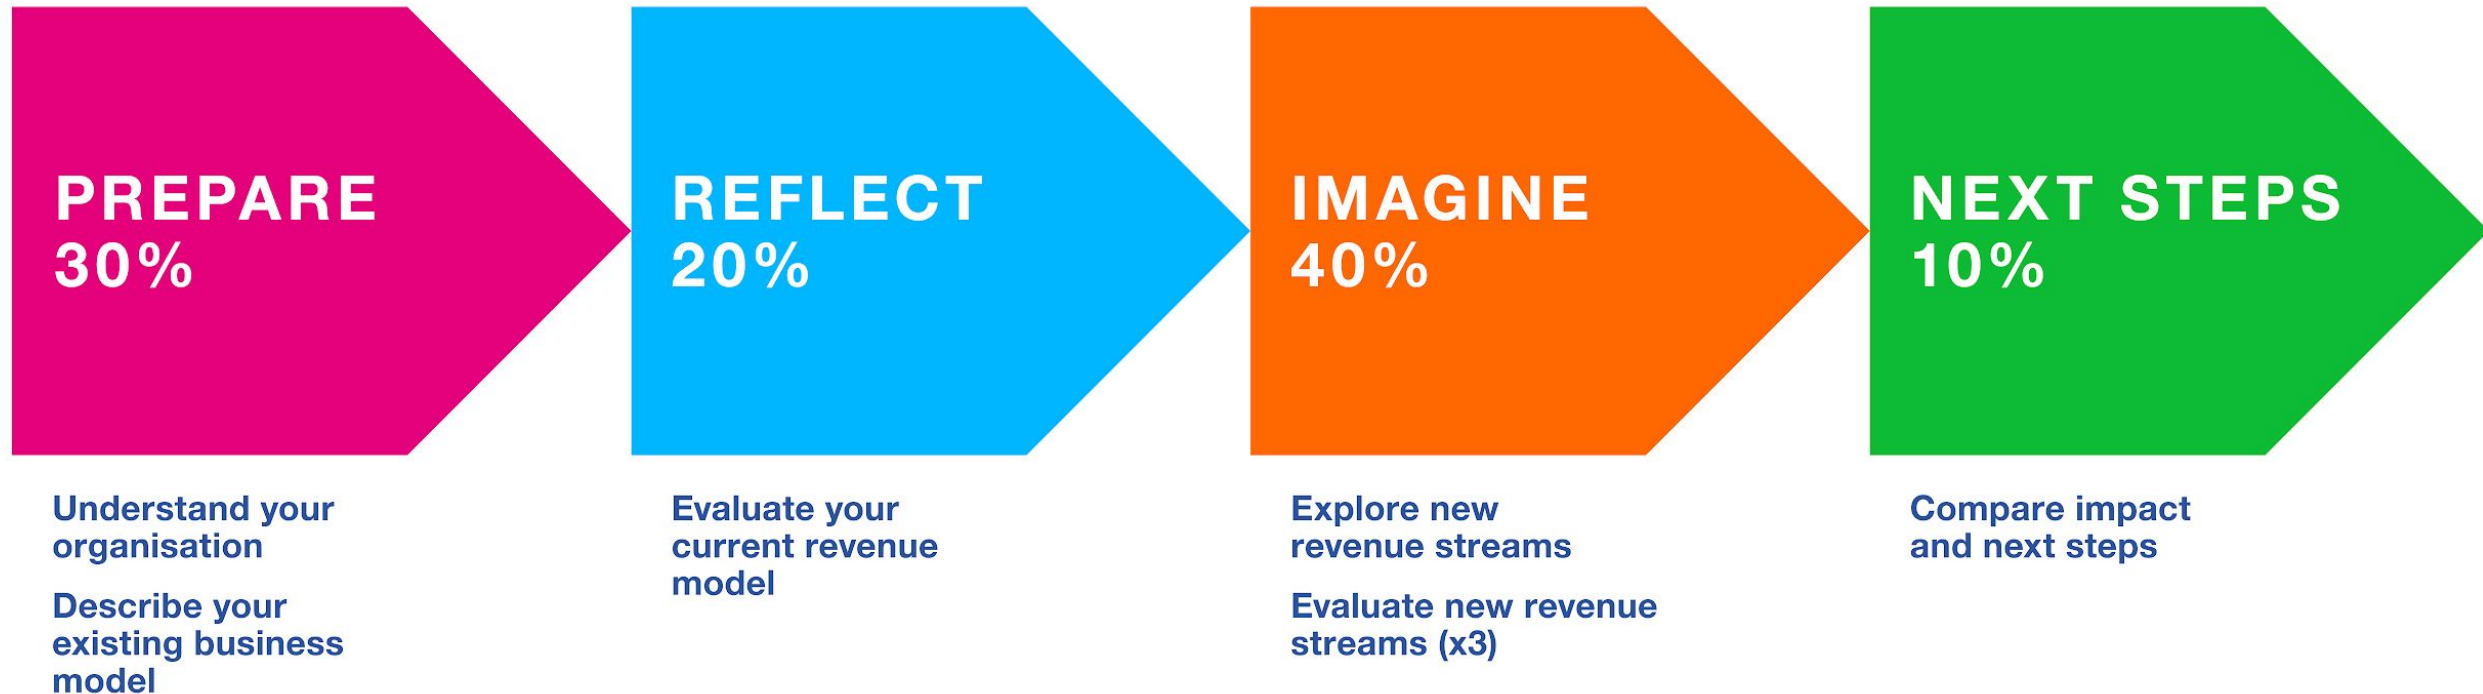 PREPARE
30%
Understand your
organisation
Describe your
existing business
model
REFLECT
20%
Evaluate your
current revenue
model
IMAGINE
40%
Explore new
revenue streams
Evaluate new revenue
streams (x3)
NEXT STEPS
10%
Compare impact
and next steps